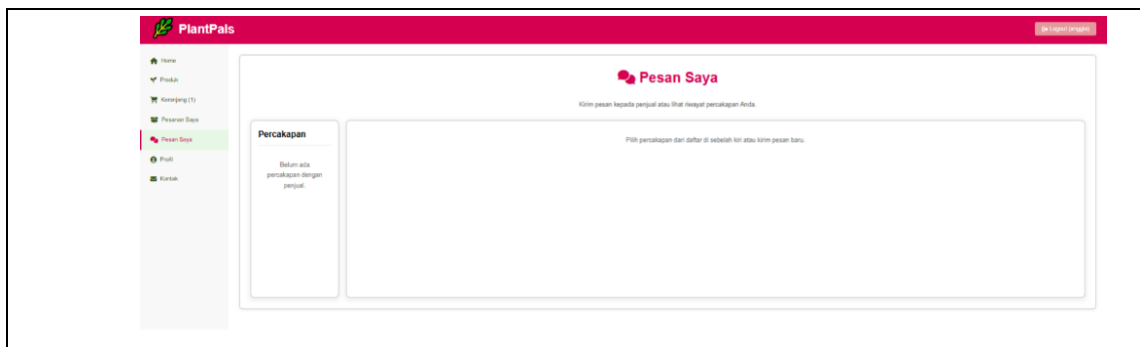 PlantPals
Logout (anggie)
Home
Produk
Keranjang (1)
Pesanan Saya
Pesan Saya
Profil
Kontak
Pesan Saya
Kirim pesan kepada penjual atau lihat riwayat percakapan Anda.
Percakapan
Belum ada
percakapan dengan
penjual.
Pilih percakapan dari daftar di sebelah kiri atau kirim pesan baru.